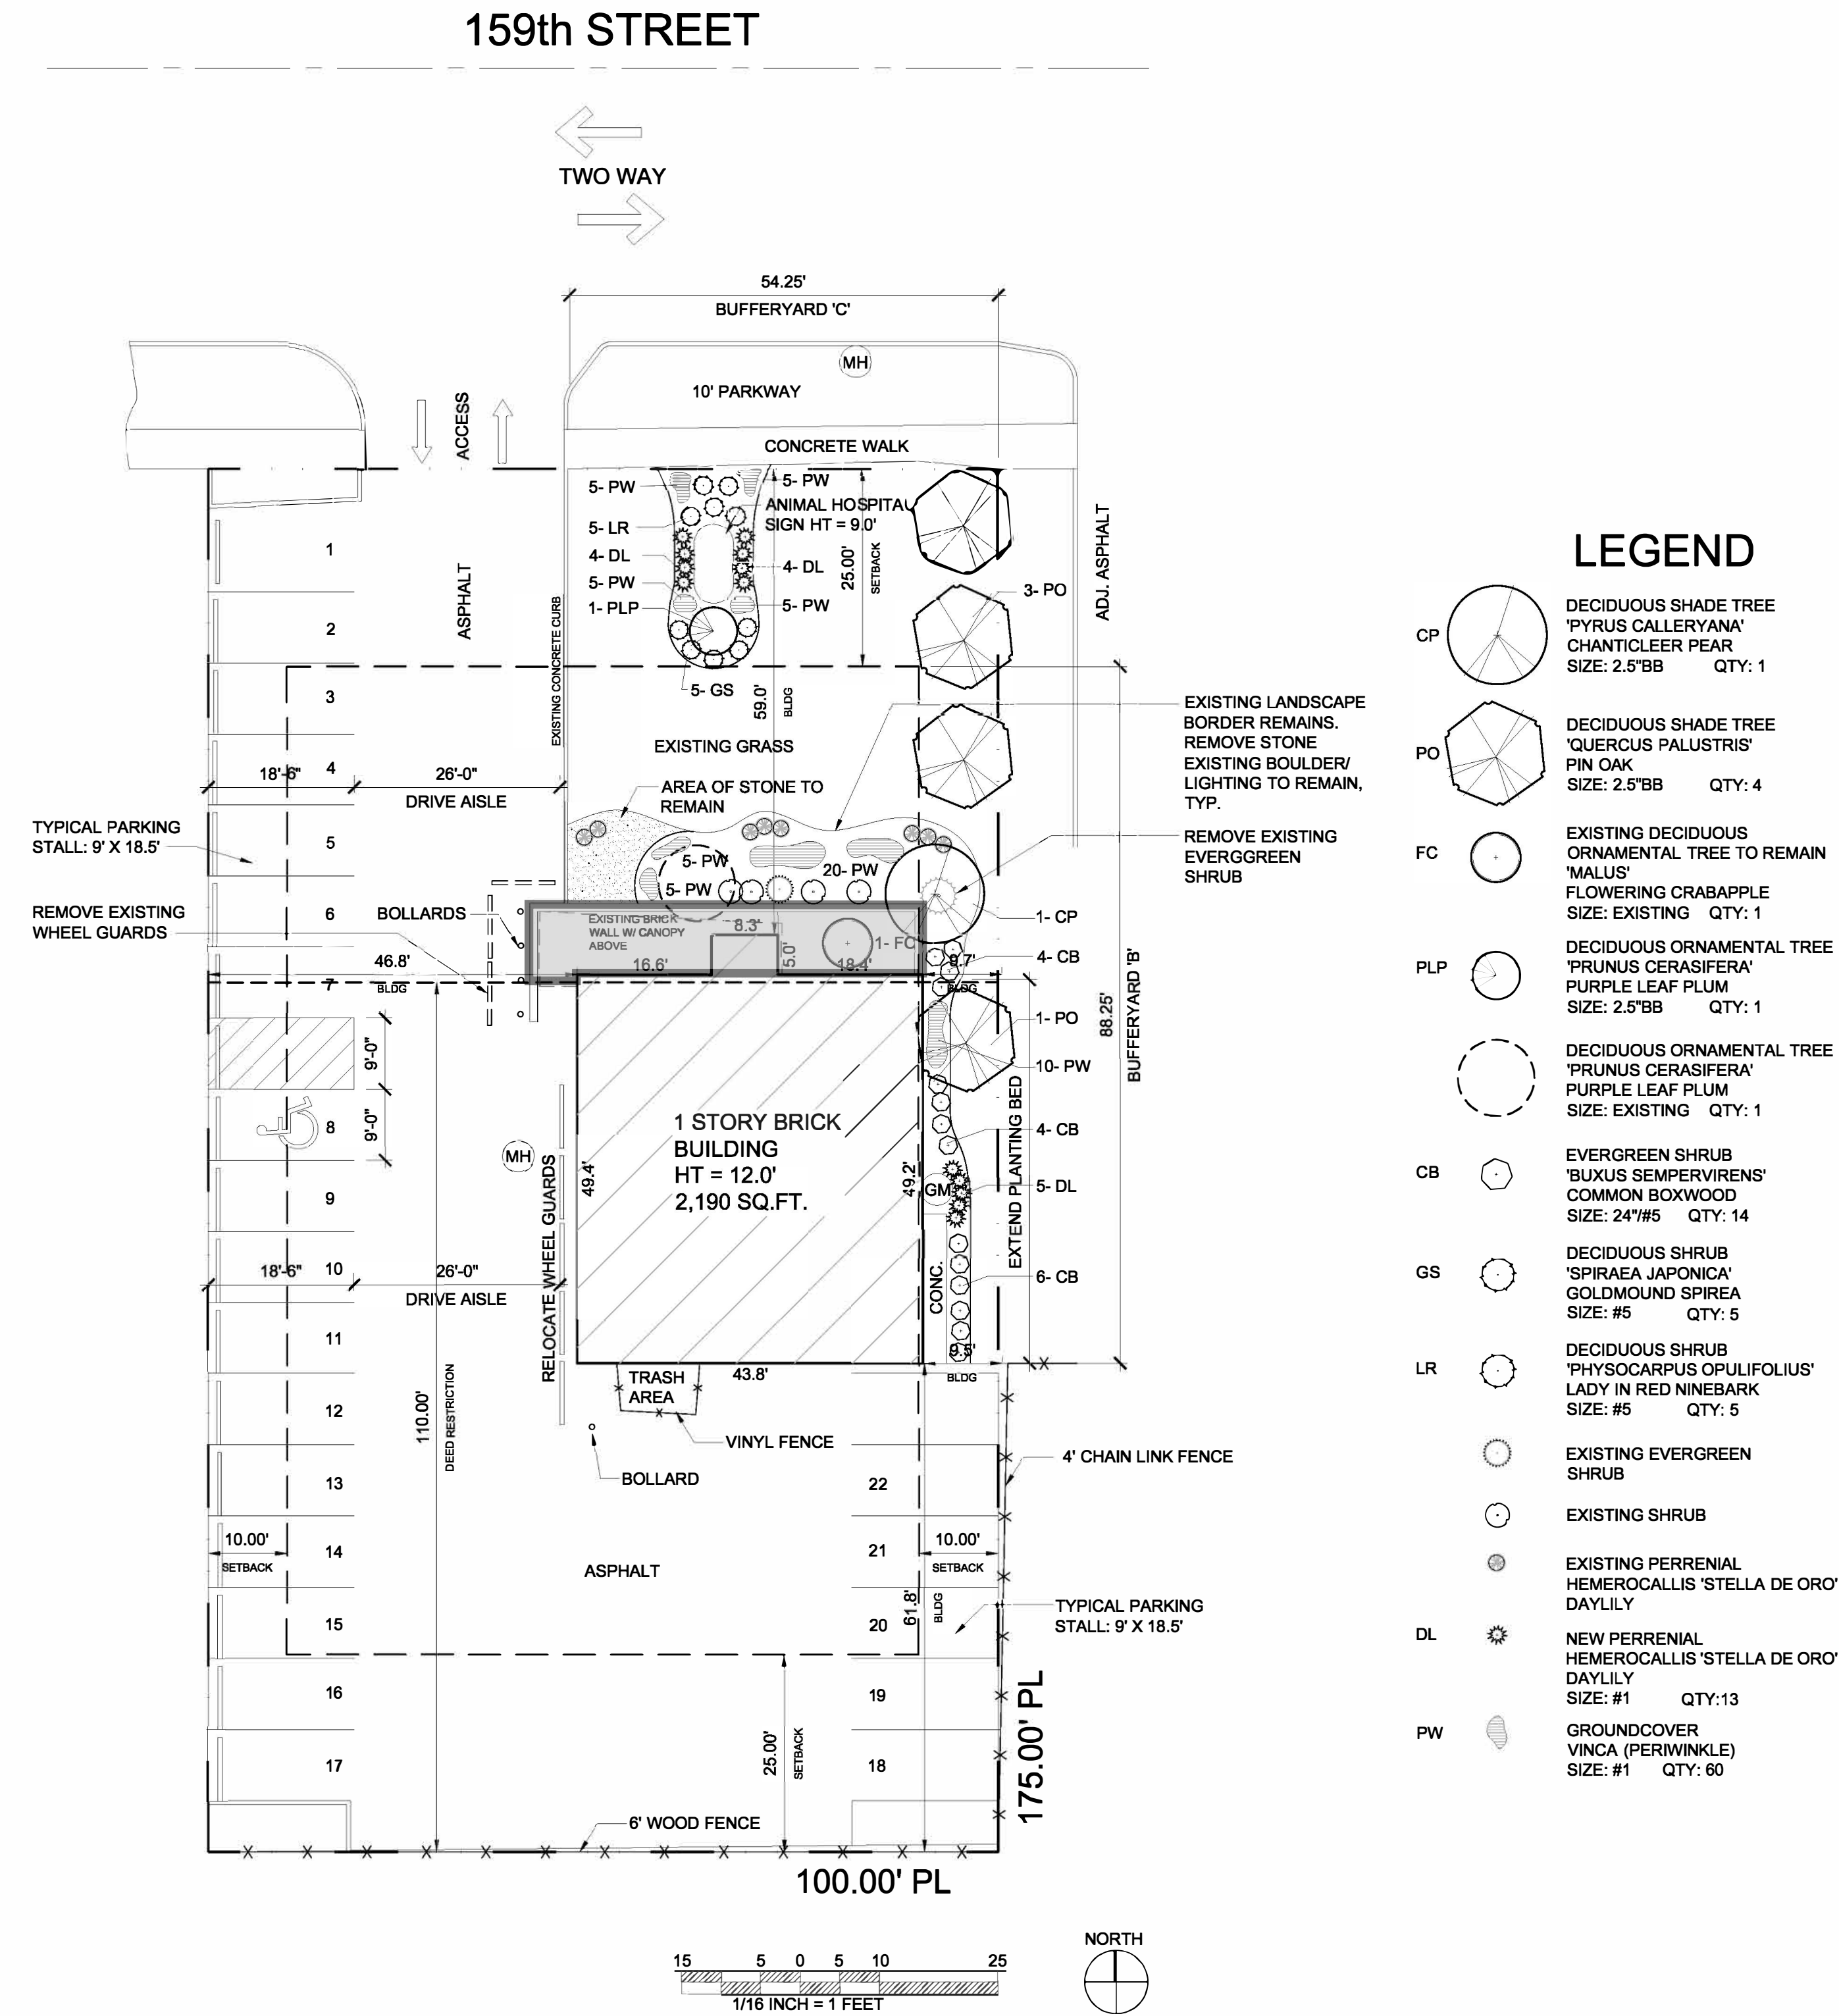 159th STREET
TWO WAY
54.25'
BUFFERYARD 'C'
MH
10' PARKWAY
ACCESS
CONCRETE WALK
5- PW
5- PW
ANIMAL HOSPITAL
SIGN HT = 9.0'
5- LR
4- DL
4- DL
5- PW
5- PW
1- PLP
5- GS
25.00'
SETBACK
3- PO
ADJ. ASPHALT
ASPHALT
EXISTING CONCRETE CURB
59.0'
BLDG
EXISTING GRASS
1
2
3
4
5
6
7
8
9
10
11
12
13
14
15
16
17
18'-6"
26'-0"
DRIVE AISLE
AREA OF STONE TO
REMAIN
EXISTING LANDSCAPE
BORDER REMAINS.
REMOVE STONE
EXISTING BOULDER/
LIGHTING TO REMAIN,
TYP.
TYPICAL PARKING
STALL: 9' X 18.5'
REMOVE EXISTING
EVERGGREEN
SHRUB
5- PW
20- PW
5- PW
REMOVE EXISTING
WHEEL GUARDS
BOLLARDS
EXISTING BRICK
WALL W/ CANOPY
ABOVE
8.3'
5.0'
1- FC
16.6'
18.4'
1- CP
4- CB
9.7'
BLDG
46.8'
BLDG
1- PO
10- PW
88.25'
BUFFERYARD 'B'
9'-0"
9'-0"
MH
1 STORY BRICK
BUILDING
HT = 12.0'
2,190 SQ.FT.
49.4'
49.2'
GM
4- CB
5- DL
6- CB
EXTEND PLANTING BED
CONC.
RELOCATE WHEEL GUARDS
18'-6"
26'-0"
DRIVE AISLE
9.5'
BLDG
TRASH
AREA
43.8'
VINYL FENCE
BOLLARD
110.00'
DEED RESTRICTION
4' CHAIN LINK FENCE
22
21
20
19
18
10.00'
SETBACK
10.00'
SETBACK
ASPHALT
61.8'
BLDG
TYPICAL PARKING
STALL: 9' X 18.5'
25.00'
SETBACK
175.00' PL
6' WOOD FENCE
100.00' PL
15 5 0 5 10 25
1/16 INCH = 1 FEET
NORTH
LEGEND
CP
DECIDUOUS SHADE TREE
'PYRUS CALLERYANA'
CHANTICLEER PEAR
SIZE: 2.5"BB QTY: 1
PO
DECIDUOUS SHADE TREE
'QUERCUS PALUSTRIS'
PIN OAK
SIZE: 2.5"BB QTY: 4
FC
EXISTING DECIDUOUS
ORNAMENTAL TREE TO REMAIN
'MALUS'
FLOWERING CRABAPPLE
SIZE: EXISTING QTY: 1
PLP
DECIDUOUS ORNAMENTAL TREE
'PRUNUS CERASIFERA'
PURPLE LEAF PLUM
SIZE: 2.5"BB QTY: 1
DECIDUOUS ORNAMENTAL TREE
'PRUNUS CERASIFERA'
PURPLE LEAF PLUM
SIZE: EXISTING QTY: 1
CB
EVERGREEN SHRUB
'BUXUS SEMPERVIRENS'
COMMON BOXWOOD
SIZE: 24"/#5 QTY: 14
GS
DECIDUOUS SHRUB
'SPIRAEA JAPONICA'
GOLDMOUND SPIREA
SIZE: #5 QTY: 5
LR
DECIDUOUS SHRUB
'PHYSOCARPUS OPULIFOLIUS'
LADY IN RED NINEBARK
SIZE: #5 QTY: 5
EXISTING EVERGREEN
SHRUB
EXISTING SHRUB
EXISTING PERRENIAL
HEMEROCALLIS 'STELLA DE ORO'
DAYLILY
DL
NEW PERRENIAL
HEMEROCALLIS 'STELLA DE ORO'
DAYLILY
SIZE: #1 QTY:13
PW
GROUNDCOVER
VINCA (PERIWINKLE)
SIZE: #1 QTY: 60